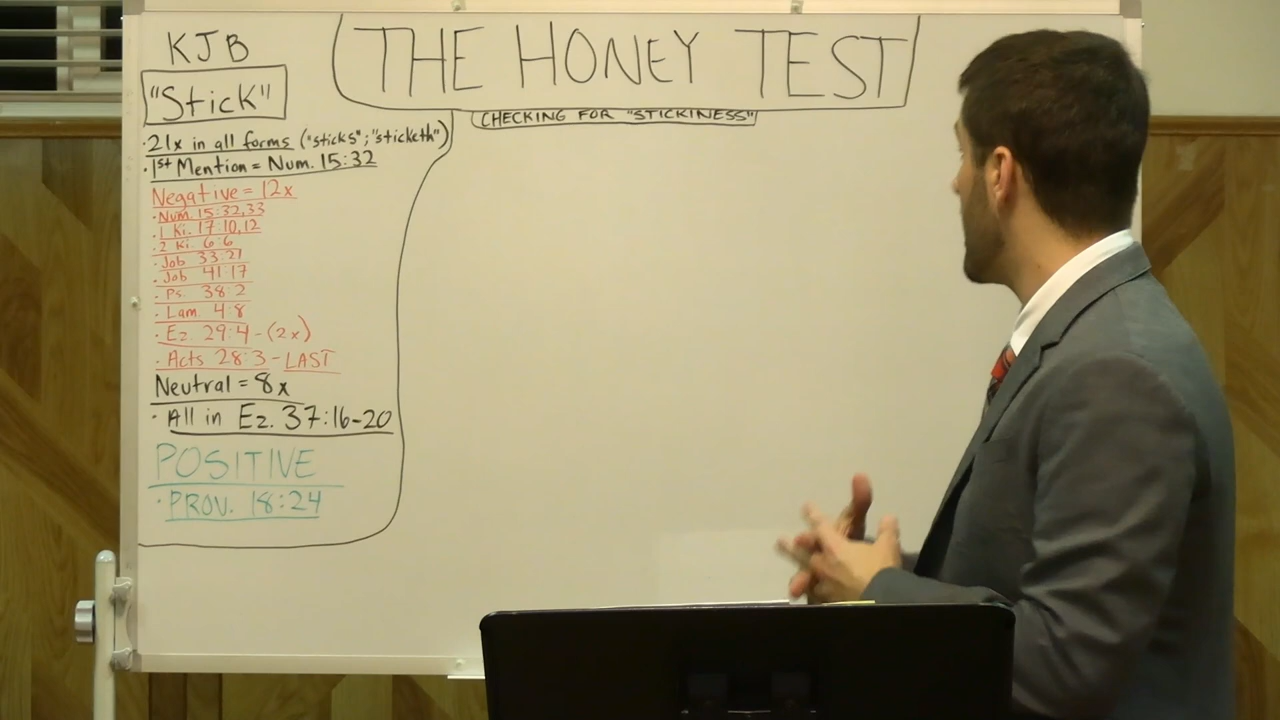 KJB
"Stick"
THE HONEY TEST
CHECKING FOR "STICKINESS"
· 21x in all forms ("sticks"; "sticketh")
· 1st Mention = Num. 15:32
Negative = 12x
· Num. 15:32,33
· 1 Ki. 17:10,12
· 2 Ki. 6:6
· Job 33:21
· Job 41:17
· Ps. 38:2
· Lam. 4:8
· Ez. 29:4 - (2x)
· Acts 28:3 - LAST
Neutral = 8x
· All in Ez. 37:16-20
POSITIVE
· PROV. 18:24